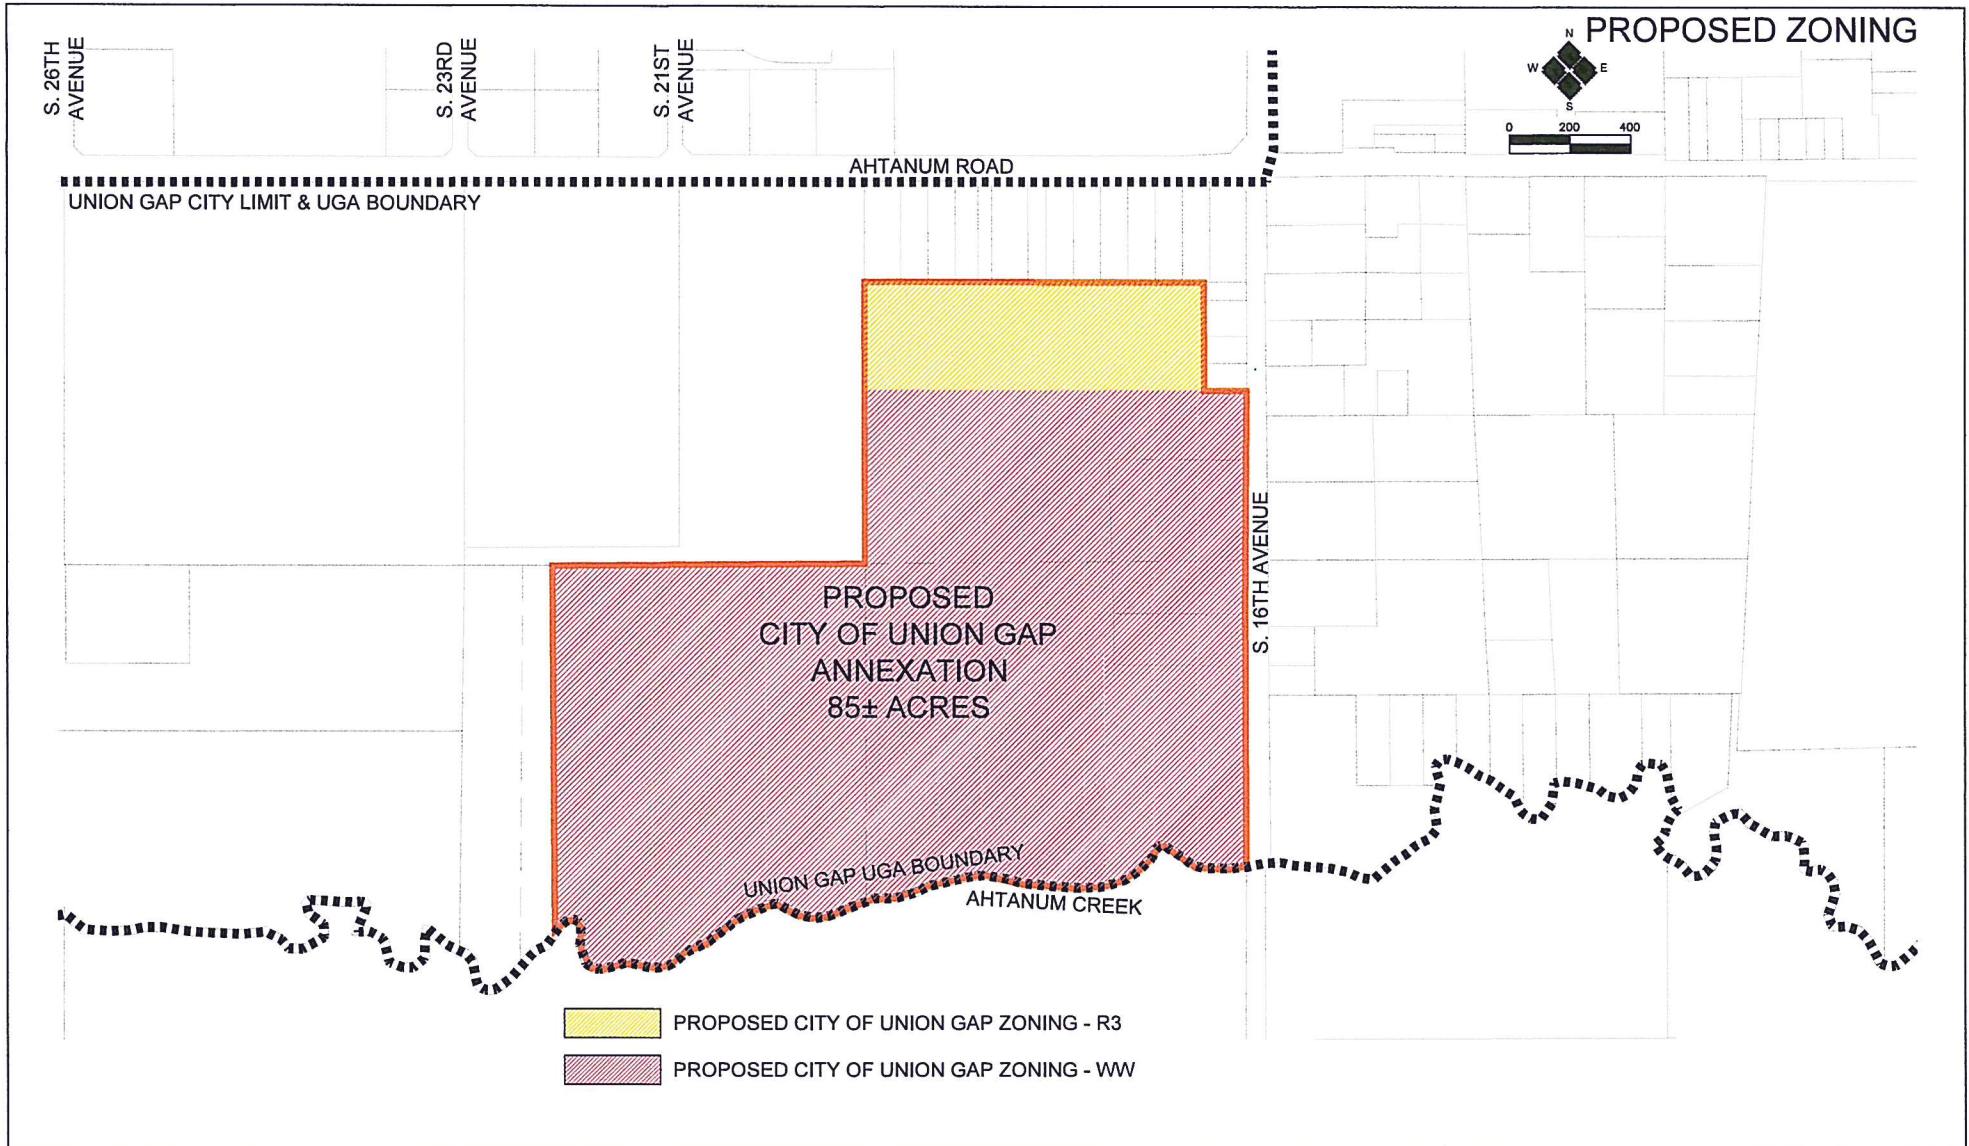 PROPOSED ZONING
N
W E
S
0 200 400
S. 26TH
AVENUE
S. 23RD
AVENUE
S. 21ST
AVENUE
AHTANUM ROAD
UNION GAP CITY LIMIT & UGA BOUNDARY
S. 16TH AVENUE
PROPOSED
CITY OF UNION GAP
ANNEXATION
85± ACRES
UNION GAP UGA BOUNDARY
AHTANUM CREEK
PROPOSED CITY OF UNION GAP ZONING - R3
PROPOSED CITY OF UNION GAP ZONING - WW